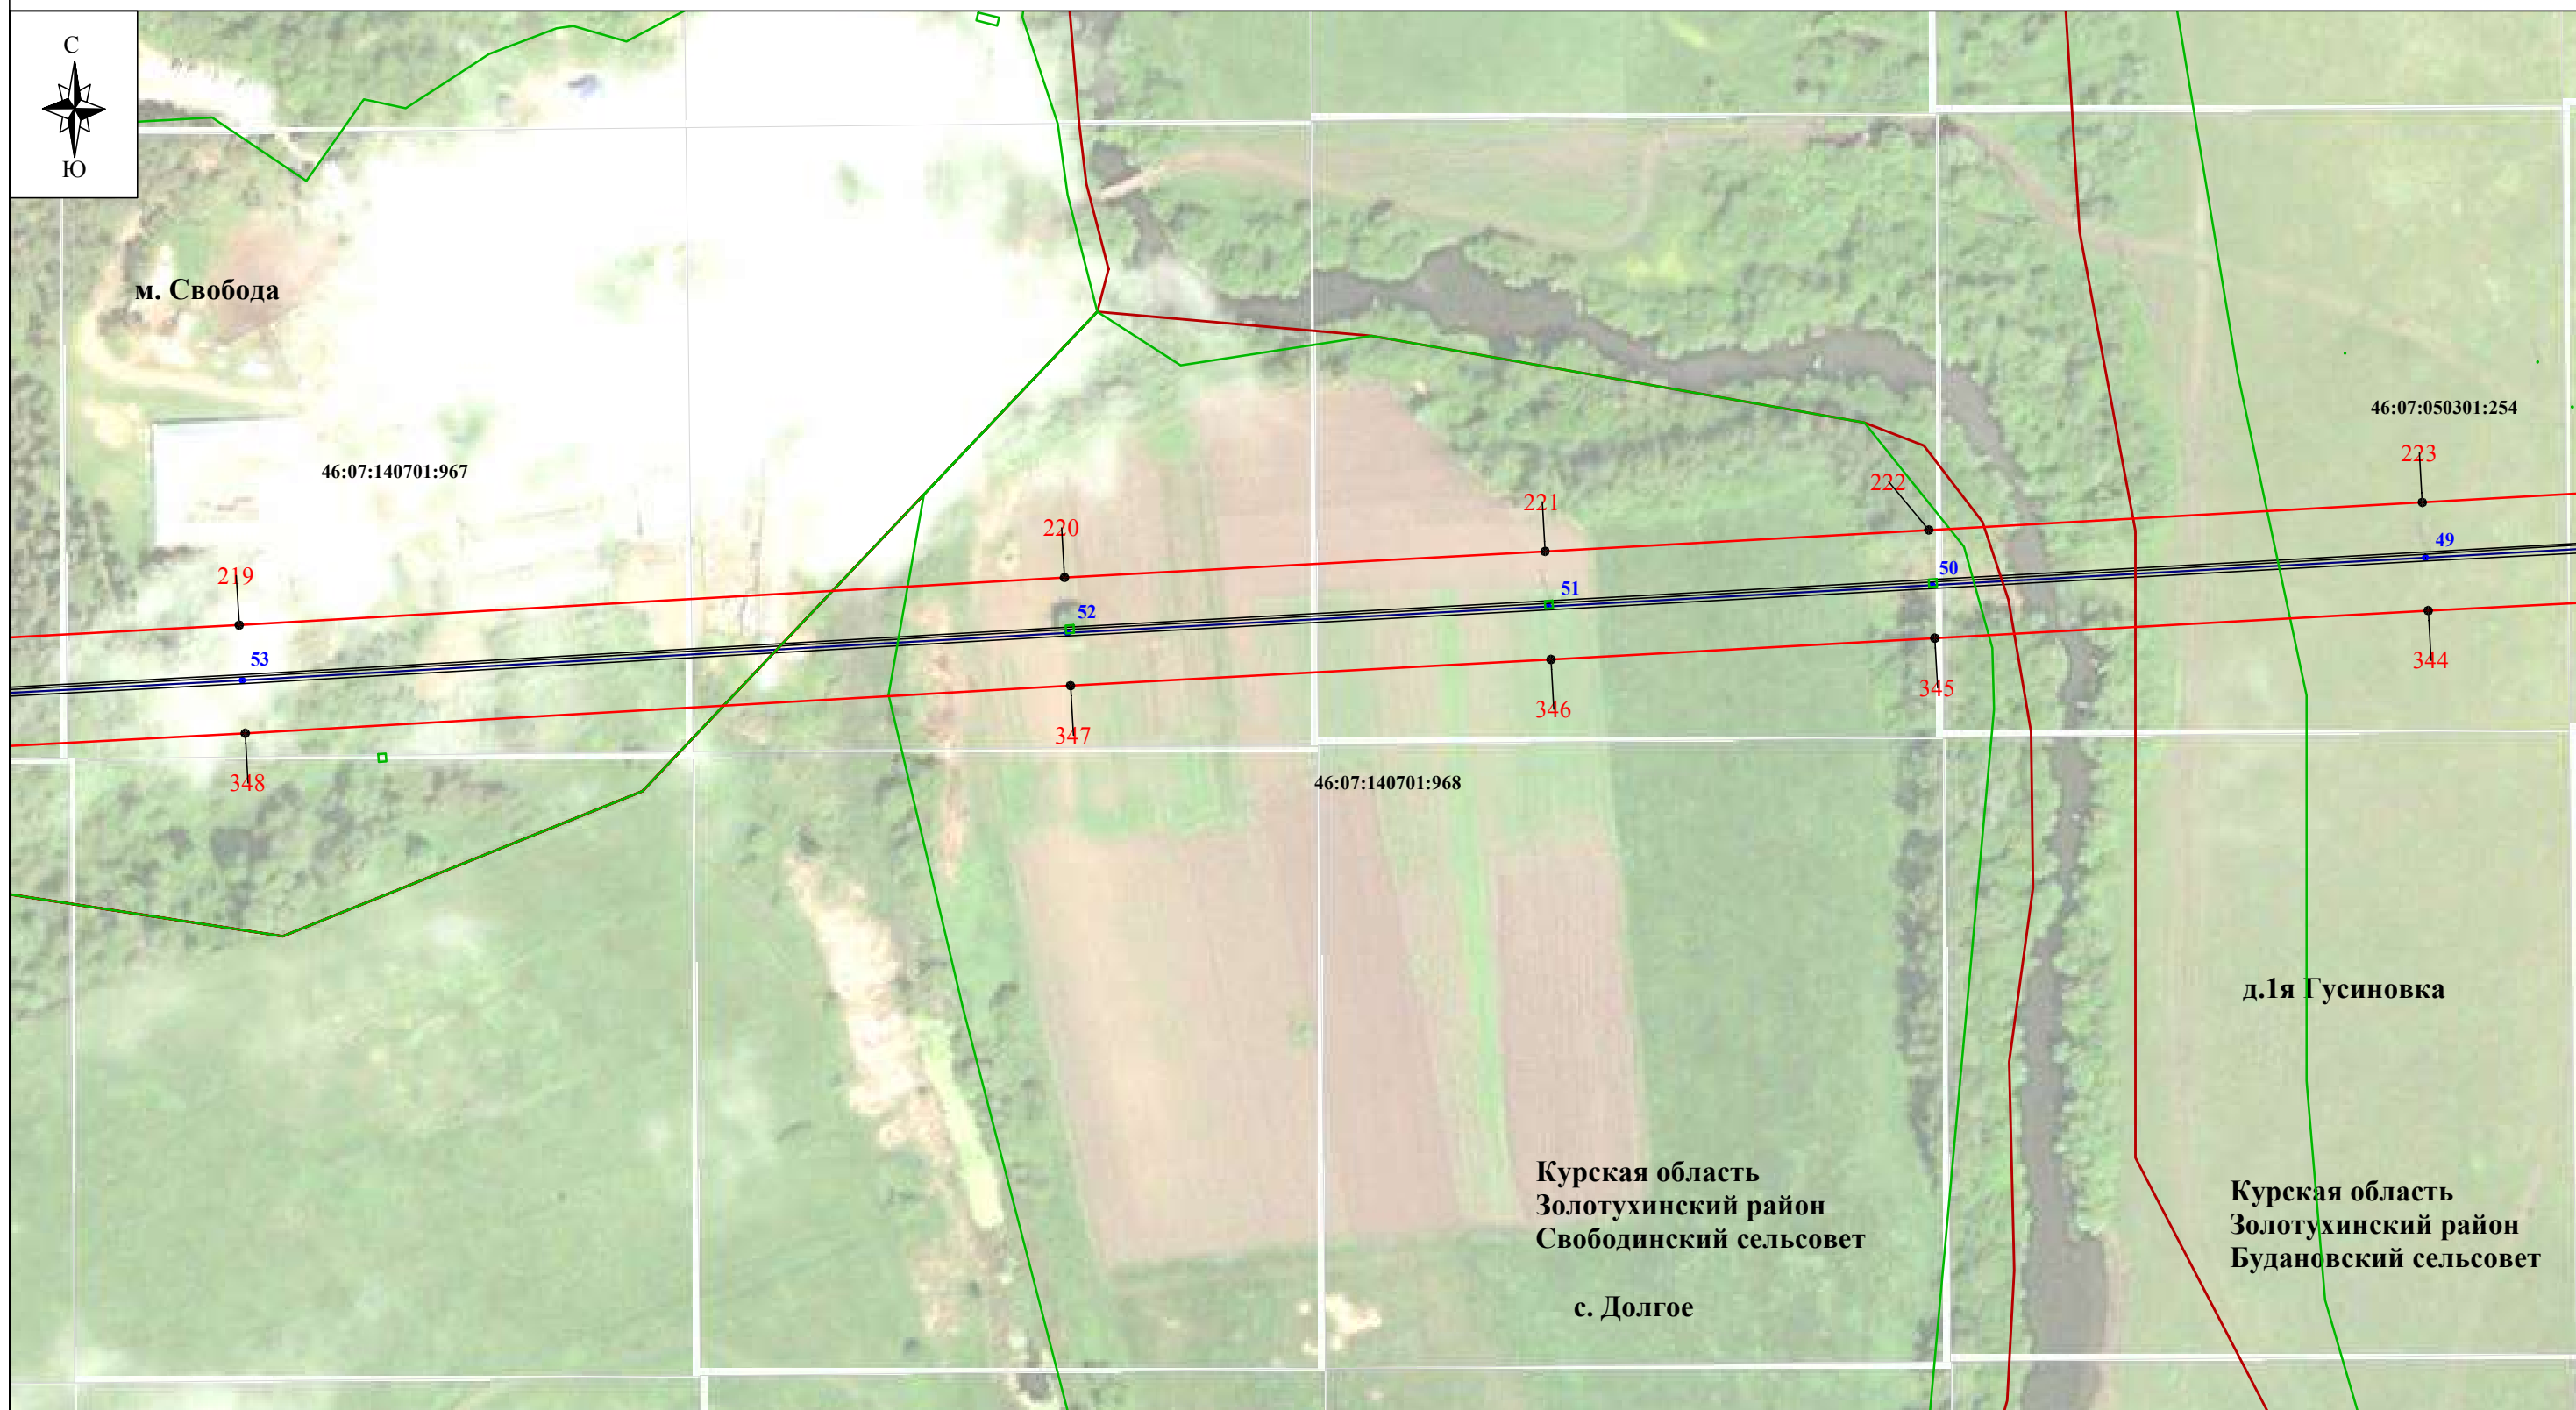 С
Ю
м. Свобода
46:07:140701:967
46:07:050301:254
219
220
221
222
223
53
52
51
50
49
348
347
346
345
344
46:07:140701:968
д.1я Гусиновка
Курская область
Золотухинский район
Свободинский сельсовет
с. Долгое
Курская область
Золотухинский район
Будановский сельсовет